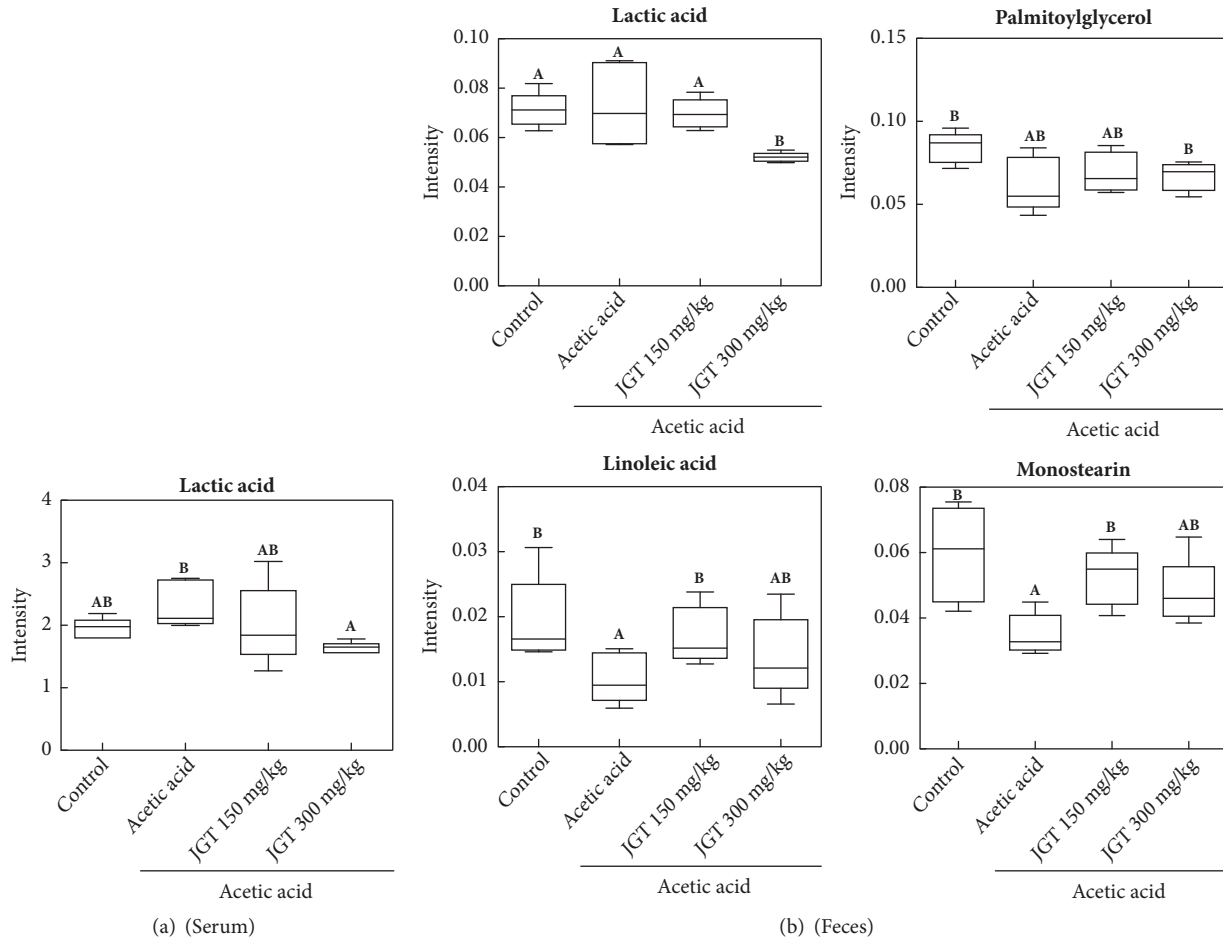 Lactic acid
Intensity
0.10
0.08
0.06
0.04
0.02
0.00
A
A
A
B
Control
Acetic acid
JGT 150 mg/kg
JGT 300 mg/kg
Acetic acid
Palmitoylglycerol
Intensity
0.15
0.10
0.05
0.00
B
AB
AB
B
Control
Acetic acid
JGT 150 mg/kg
JGT 300 mg/kg
Acetic acid
Lactic acid
Intensity
4
3
2
1
0
AB
B
AB
A
Control
Acetic acid
JGT 150 mg/kg
JGT 300 mg/kg
Acetic acid
(a) (Serum)
Linoleic acid
Intensity
0.04
0.03
0.02
0.01
0.00
B
A
B
AB
Control
Acetic acid
JGT 150 mg/kg
JGT 300 mg/kg
Acetic acid
Monostearin
Intensity
0.08
0.06
0.04
0.02
0.00
B
A
B
AB
Control
Acetic acid
JGT 150 mg/kg
JGT 300 mg/kg
Acetic acid
(b) (Feces)